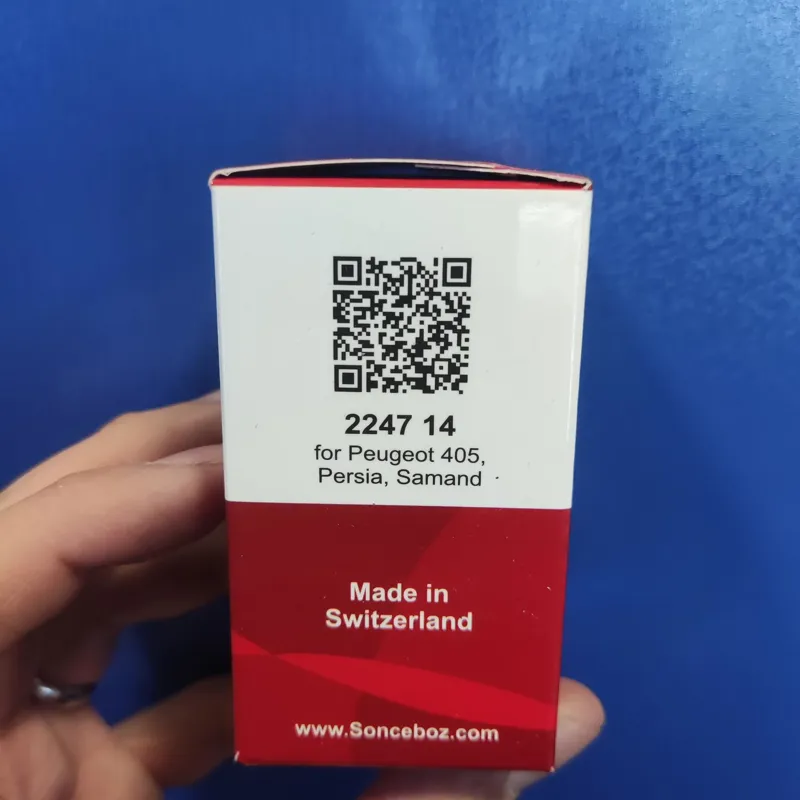 2247 14
for Peugeot 405,
Persia, Samand
Made in
Switzerland
www.Sonceboz.com